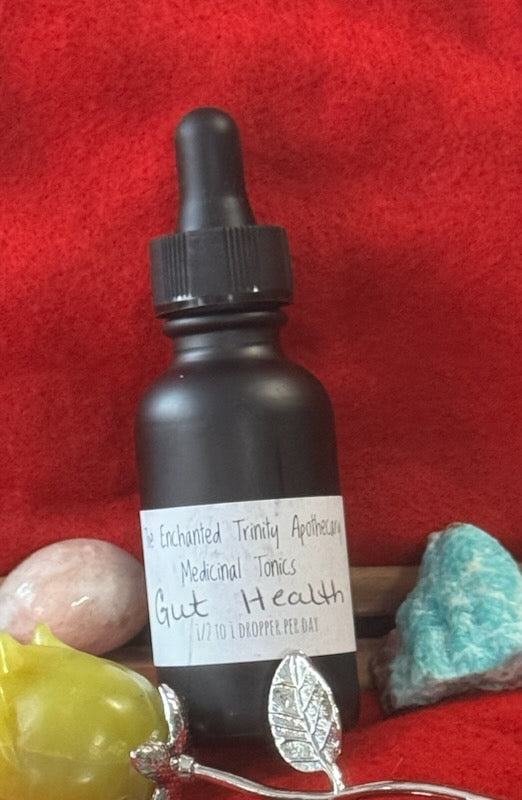 The Enchanted Trinity Apothecary
Medicinal Tonics
Gut Health
1/2 TO 1 DROPPER PER DAY